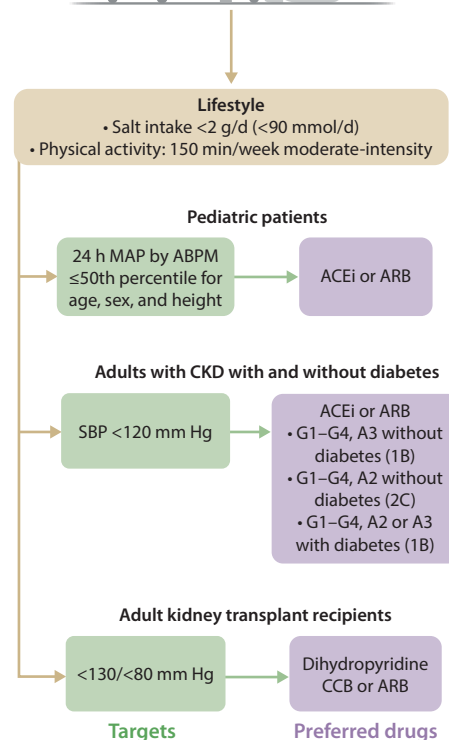 Lifestyle
• Salt intake <2 g/d (<90 mmol/d)
• Physical activity: 150 min/week moderate-intensity
Pediatric patients
24 h MAP by ABPM
≤50th percentile for
age, sex, and height
ACEi or ARB
Adults with CKD with and without diabetes
SBP <120 mm Hg
ACEi or ARB
• G1–G4, A3 without
diabetes (1B)
• G1–G4, A2 without
diabetes (2C)
• G1–G4, A2 or A3
with diabetes (1B)
Adult kidney transplant recipients
<130/<80 mm Hg
Dihydropyridine
CCB or ARB
Targets
Preferred drugs